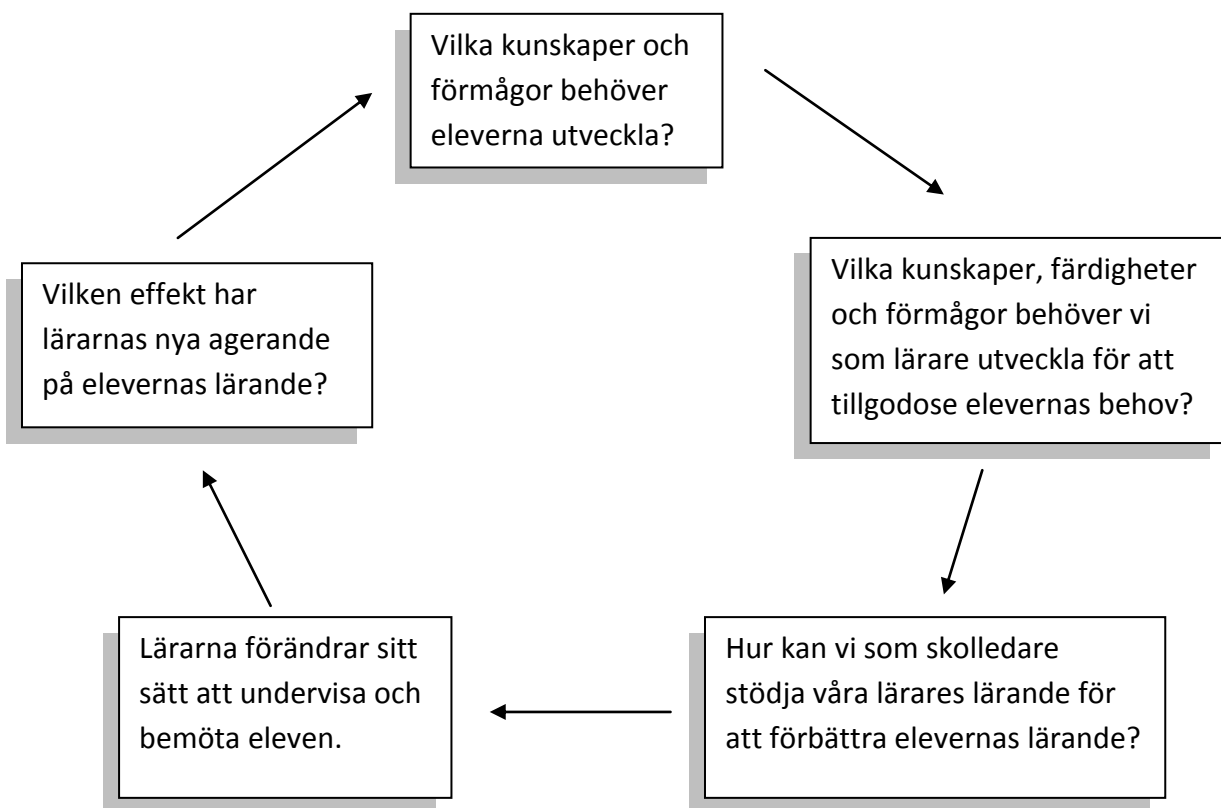 Vilka kunskaper och
förmågor behöver
eleverna utveckla?
Vilka kunskaper, färdigheter
och förmågor behöver vi
som lärare utveckla för att
tillgodose elevernas behov?
Hur kan vi som skolledare
stödja våra lärares lärande för
att förbättra elevernas lärande?
Lärarna förändrar sitt
sätt att undervisa och
bemöta eleven.
Vilken effekt har
lärarnas nya agerande
på elevernas lärande?